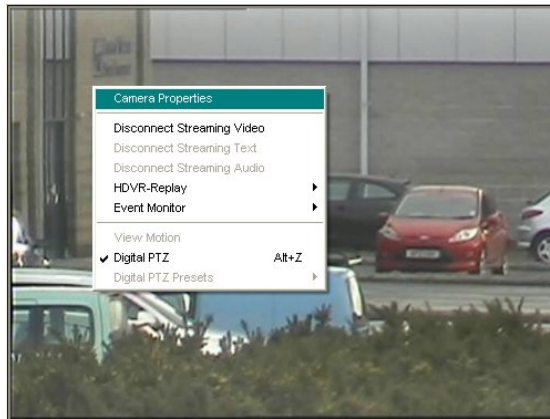 Camera Properties
Disconnect Streaming Video
Disconnect Streaming Text
Disconnect Streaming Audio
HDVR-Replay
Event Monitor
View Motion
Digital PTZ Alt+Z
Digital PTZ Presets